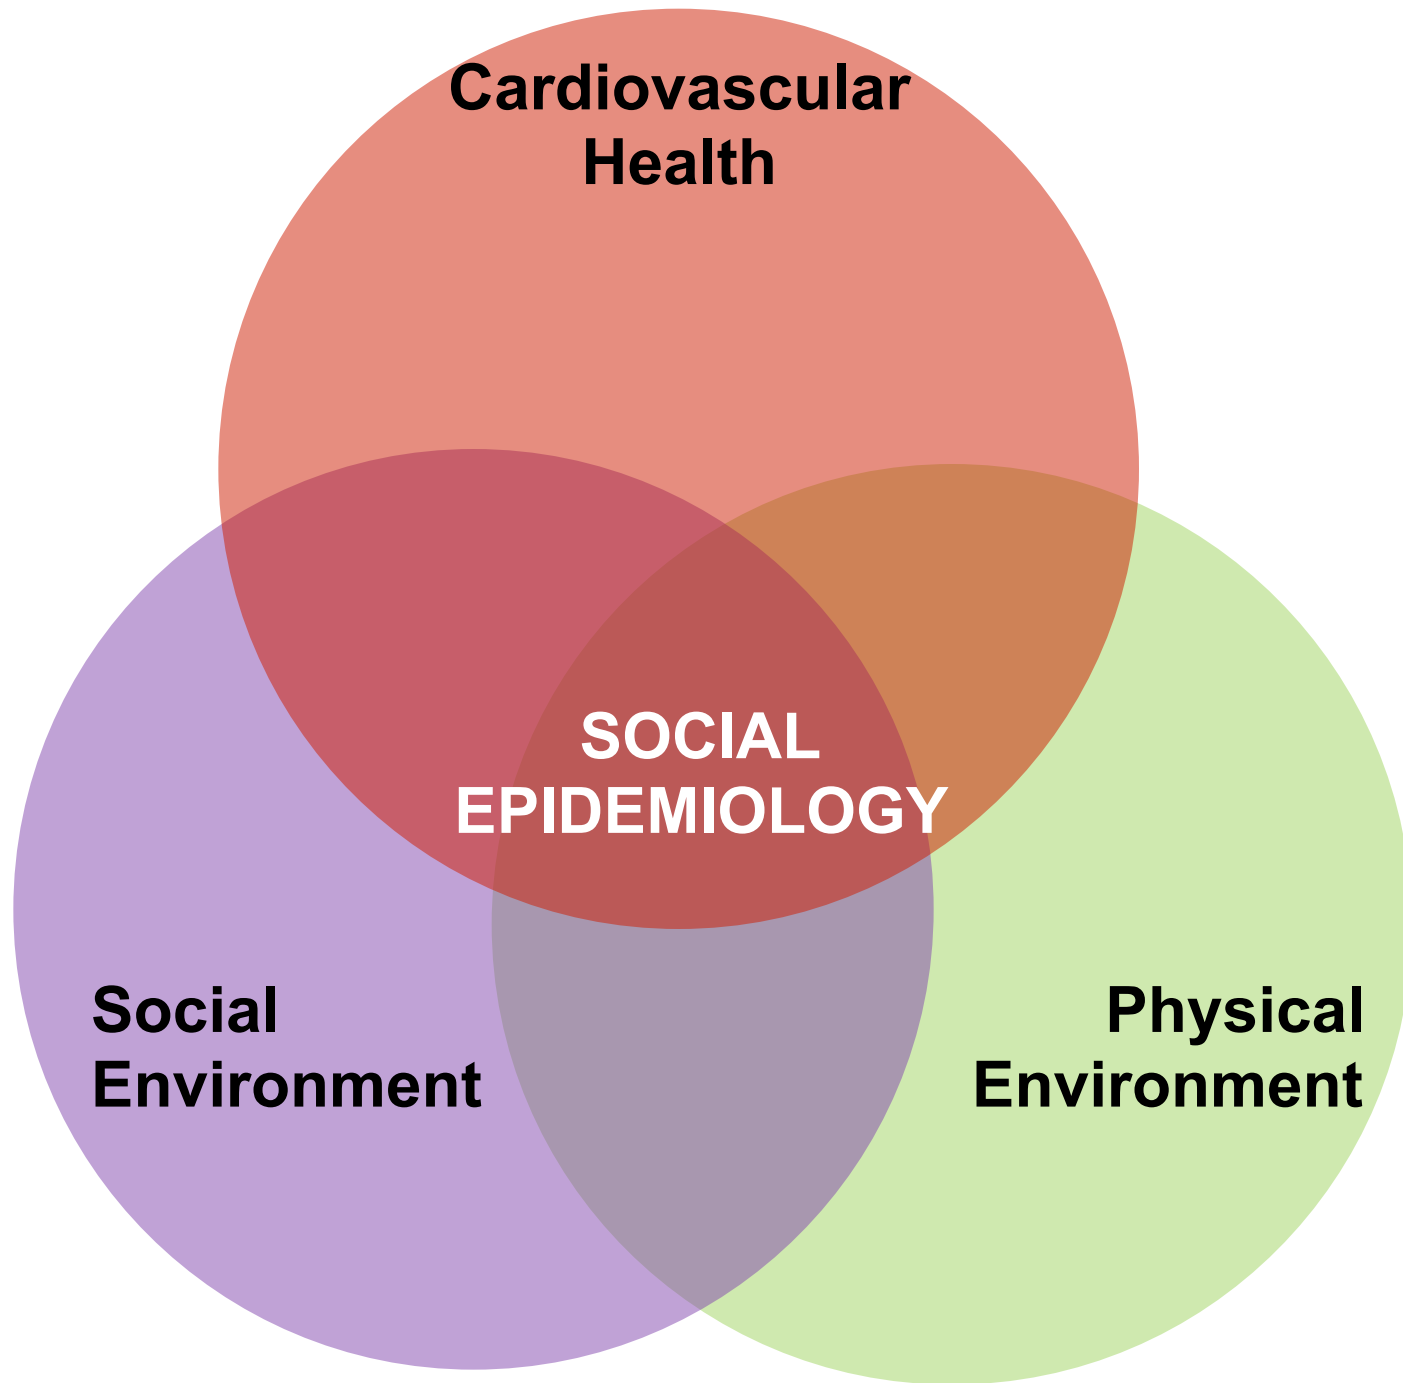 Cardiovascular
Health
SOCIAL
EPIDEMIOLOGY
Social
Environment
Physical
Environment